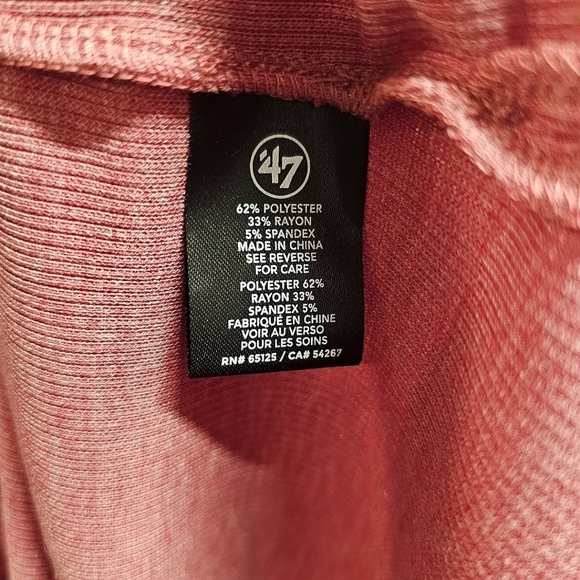 '47
62% POLYESTER
33% RAYON
5% SPANDEX
MADE IN CHINA
SEE REVERSE
FOR CARE
POLYESTER 62%
RAYON 33%
SPANDEX 5%
FABRIQUÉ EN CHINE
VOIR AU VERSO
POUR LES SOINS
RN# 65125 / CA# 54267